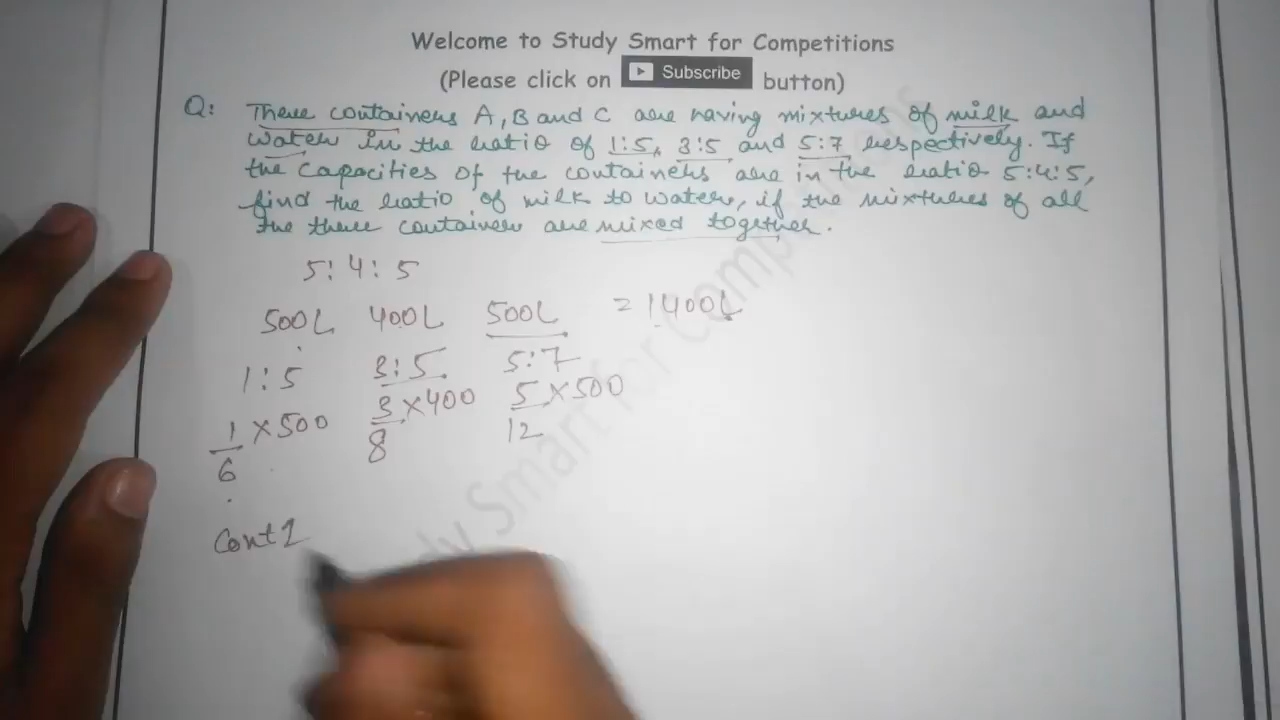 Welcome to Study Smart for Competitions
(Please click on Subscribe button)
Q: Three containers A, B and C are having mixtures of milk and
water in the ratio of 1:5, 3:5 and 5:7 respectively. If
the capacities of the containers are in the ratio 5:4:5,
find the ratio of milk to water, if the mixtures of all
the three containers are mixed together.
5:4:5
500L 400L 500L = 1400L
1:5 3:5 5:7
1/6 × 500 3/8 × 400 5/12 × 500
Cont 1
Study Smart for Competitions